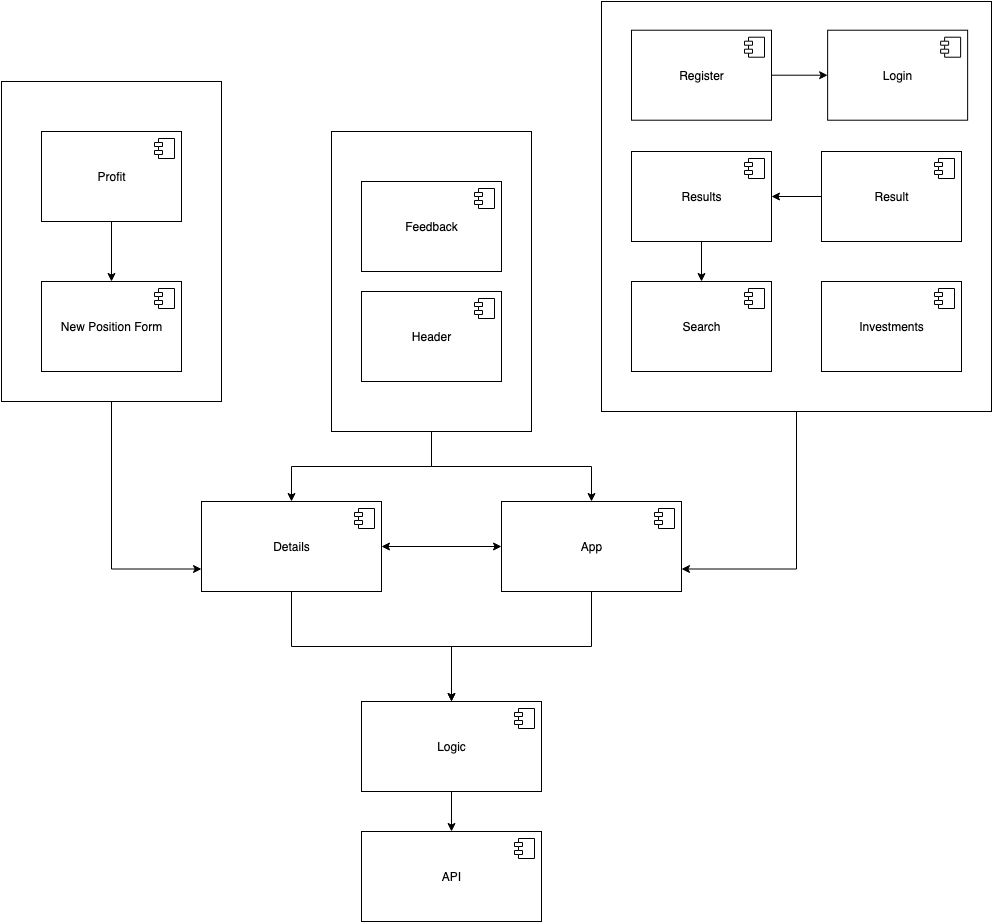 Register
Login
Profit
Results
Result
Feedback
New Position Form
Header
Search
Investments
Details
App
Logic
API